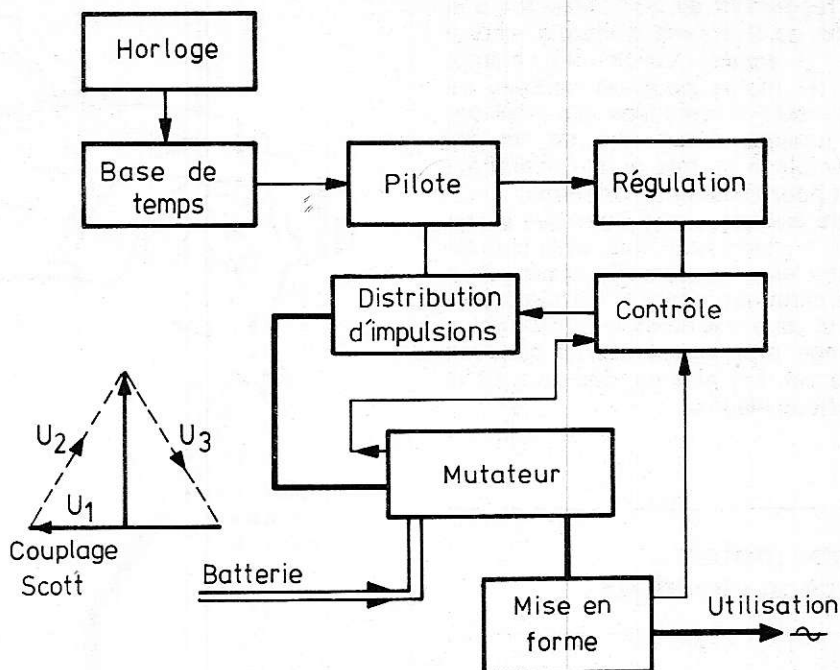 Horloge
Base de
temps
Pilote
Régulation
Distribution
d'impulsions
Contrôle
U2
U3
U1
Couplage
Scott
Mutateur
Batterie
Mise en
forme
Utilisation